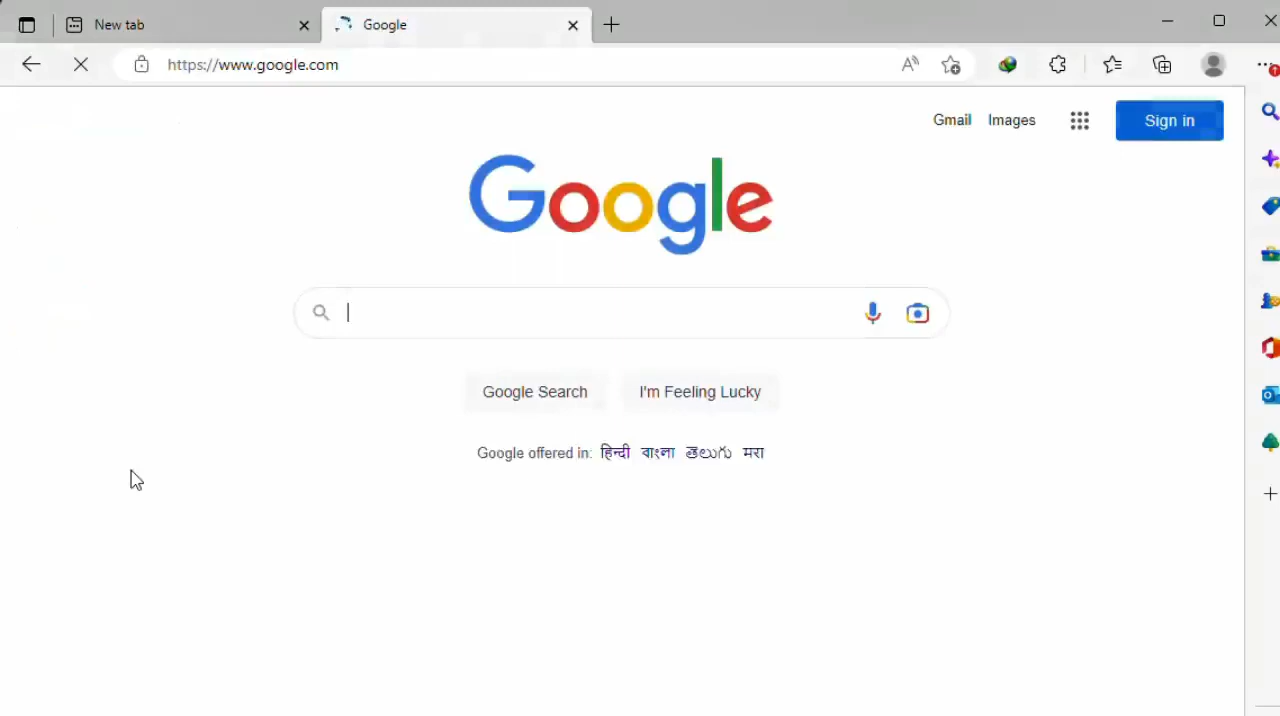 New tab
Google
https://www.google.com
Gmail Images Sign in
Google
Google Search I'm Feeling Lucky
Google offered in: हिन्दी বাংলা తెలుగు मरा